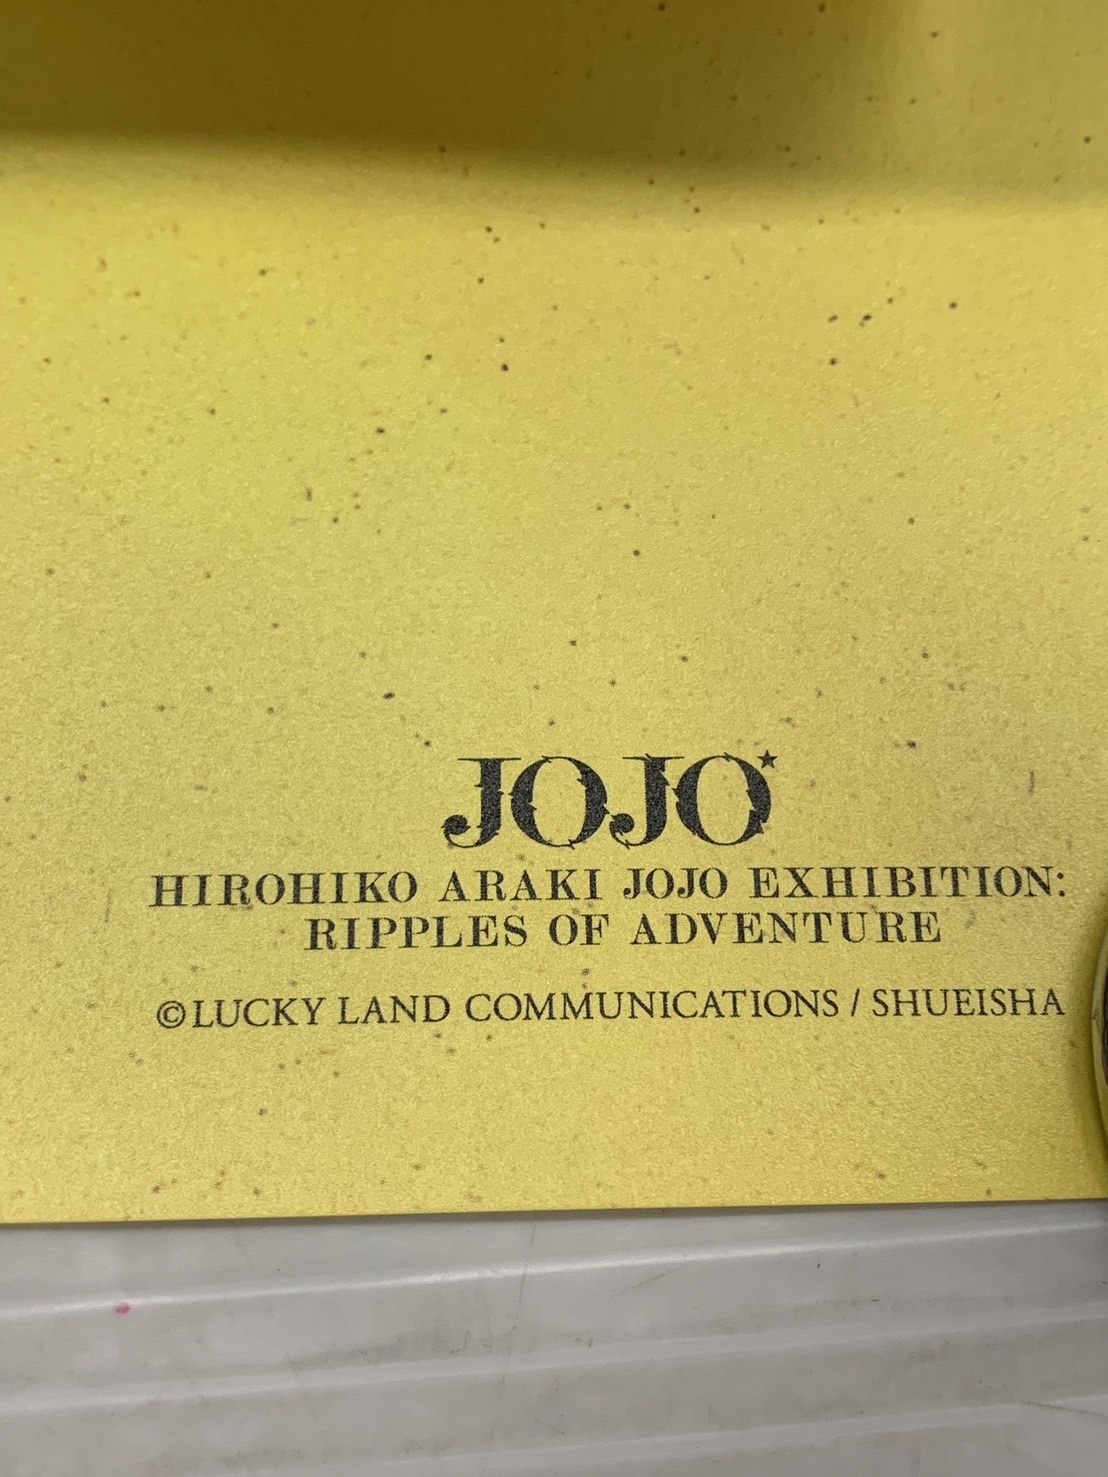 JOJO★
HIROHIKO ARAKI JOJO EXHIBITION:
RIPPLES OF ADVENTURE
©LUCKY LAND COMMUNICATIONS / SHUEISHA